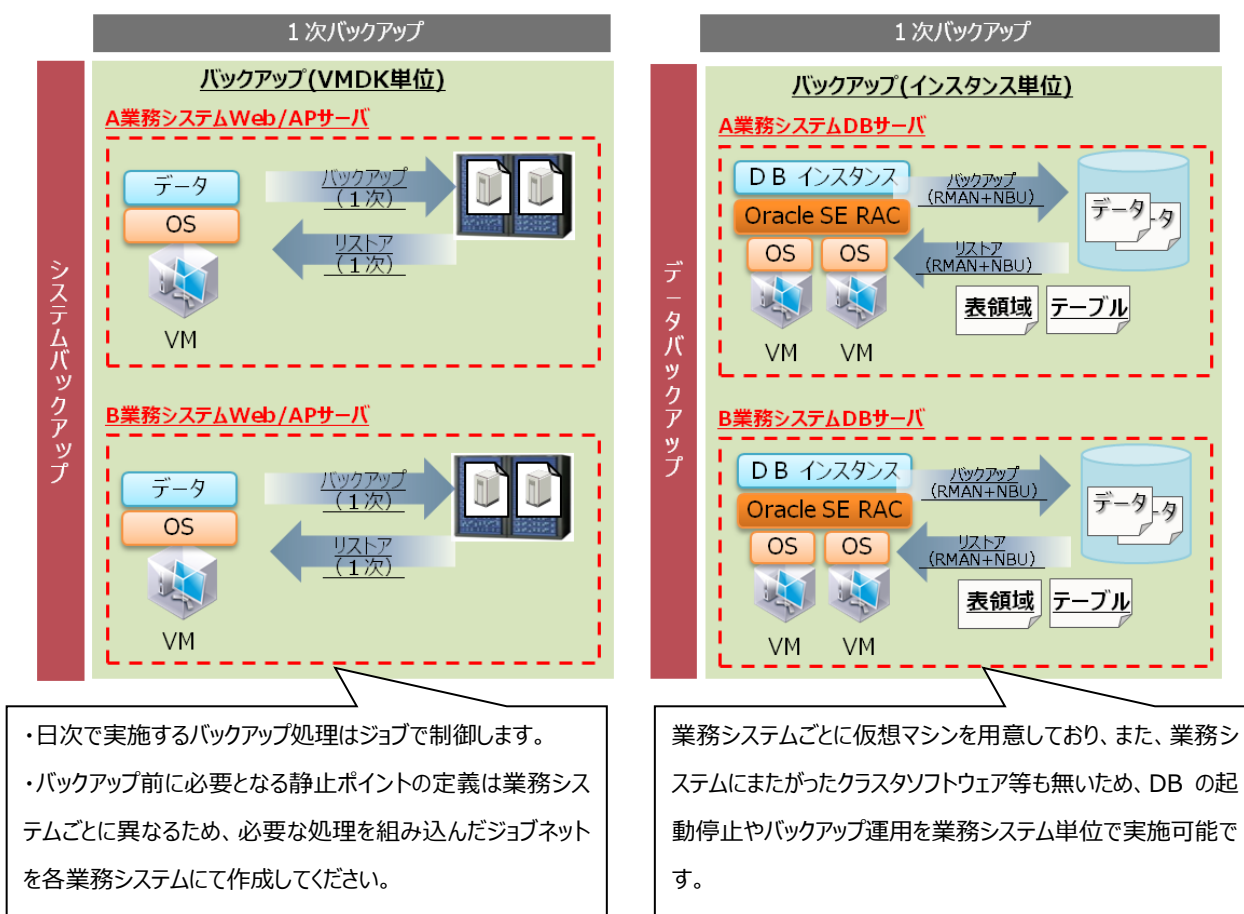 1次バックアップ
システムバックアップ
バックアップ(VMDK単位)
A業務システムWeb/APサーバ
データ
OS
VM
バックアップ
(1次)
リストア
(1次)
B業務システムWeb/APサーバ
データ
OS
VM
バックアップ
(1次)
リストア
(1次)
・日次で実施するバックアップ処理はジョブで制御します。
・バックアップ前に必要となる静止ポイントの定義は業務シス
テムごとに異なるため、必要な処理を組み込んだジョブネット
を各業務システムにて作成してください。
1次バックアップ
データバックアップ
バックアップ(インスタンス単位)
A業務システムDBサーバ
DB インスタンス
Oracle SE RAC
OS OS
VM VM
バックアップ
(RMAN+NBU)
リストア
(RMAN+NBU)
データ
ータ
表領域 テーブル
B業務システムDBサーバ
DB インスタンス
Oracle SE RAC
OS OS
VM VM
バックアップ
(RMAN+NBU)
リストア
(RMAN+NBU)
データ
ータ
表領域 テーブル
業務システムごとに仮想マシンを用意しており、また、業務シ
ステムにまたがったクラスタソフトウェア等も無いため、DB の起
動停止やバックアップ運用を業務システム単位で実施可能で
す。